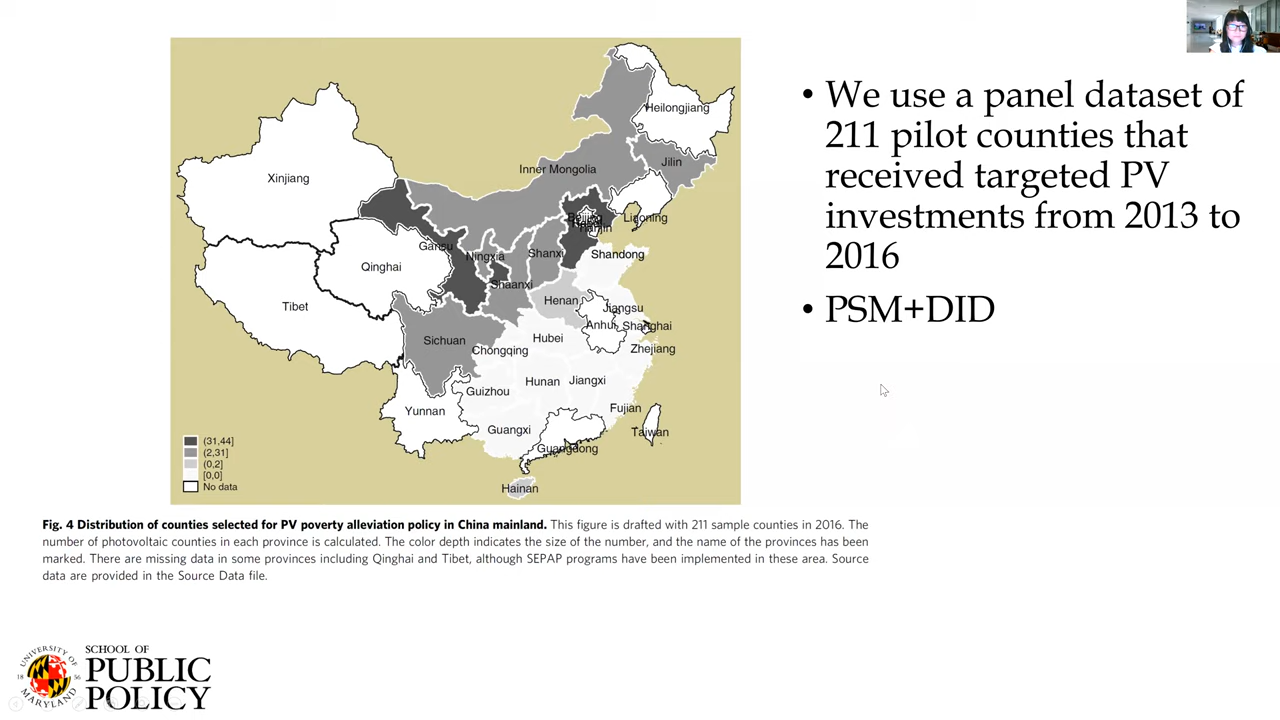 Heilongjiang
Jilin
Inner Mongolia
Xinjiang
Liaoning
Beijing
Tianjin
Gansu
Ningxia
Shanxi
Shandong
Qinghai
Shaanxi
Tibet
Henan
Jiangsu
Anhui
Shanghai
Sichuan
Chongqing
Hubei
Zhejiang
Guizhou
Hunan
Jiangxi
Yunnan
Fujian
Guangxi
Taiwan
Guangdong
Hainan
(31,44]
(2,31]
(0,2]
[0,0]
No data
Fig. 4 Distribution of counties selected for PV poverty alleviation policy in China mainland. This figure is drafted with 211 sample counties in 2016. The
number of photovoltaic counties in each province is calculated. The color depth indicates the size of the number, and the name of the provinces has been
marked. There are missing data in some provinces including Qinghai and Tibet, although SEPAP programs have been implemented in these area. Source
data are provided in the Source Data file.
• We use a panel dataset of
211 pilot counties that
received targeted PV
investments from 2013 to
2016
• PSM+DID
UNIVERSITY OF
18 56
MARYLAND
SCHOOL OF
PUBLIC
POLICY